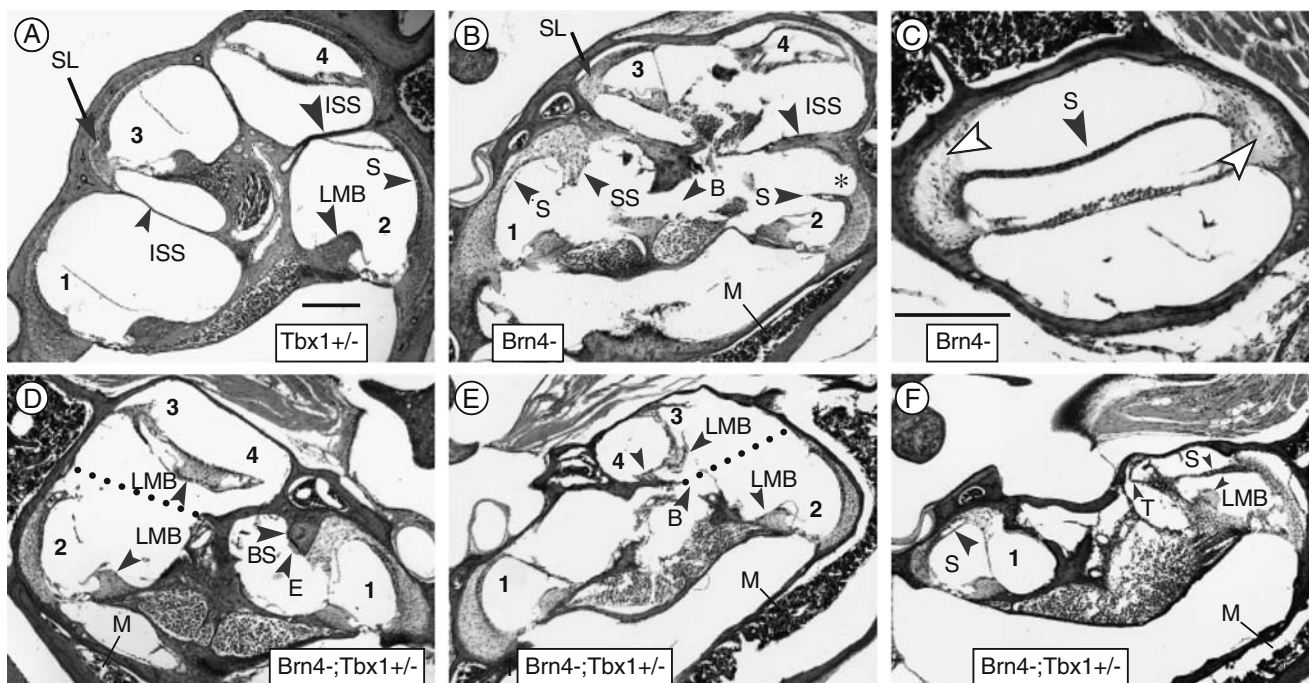 A
SL
4
ISS
3
S
LMB
2
ISS
1
Tbx1+/-
B
SL
4
3
ISS
S
SS
B
S
*
1
2
M
Brn4-
C
S
Brn4-
D
3
LMB
4
2
LMB
BS
E
1
M
Brn4-;Tbx1+/-
E
3
LMB
4
LMB
B
2
1
M
Brn4-;Tbx1+/-
F
S
T
LMB
S
1
M
Brn4-;Tbx1+/-